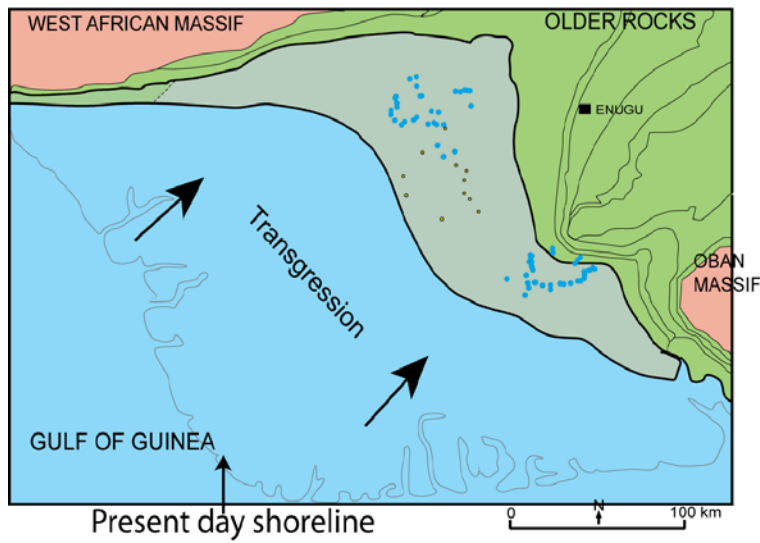 WEST AFRICAN MASSIF
OLDER ROCKS
ENUGU
Transgression
OBAN
MASSIF
GULF OF GUINEA
Present day shoreline
N
0
100 km